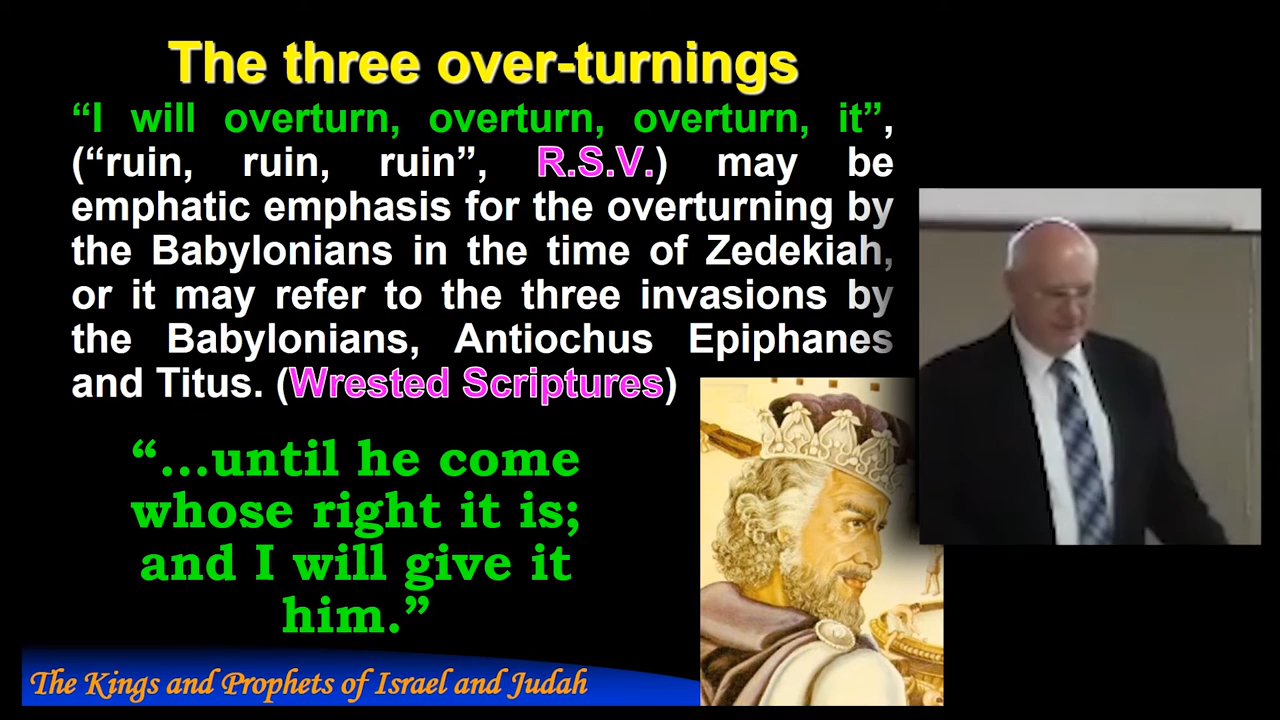 The three over-turnings
“I will overturn, overturn, overturn, it”,
(“ruin, ruin, ruin”, R.S.V.) may be
emphatic emphasis for the overturning by
the Babylonians in the time of Zedekiah,
or it may refer to the three invasions by
the Babylonians, Antiochus Epiphanes
and Titus. (Wrested Scriptures)
“...until he come
whose right it is;
and I will give it
him.”
The Kings and Prophets of Israel and Judah